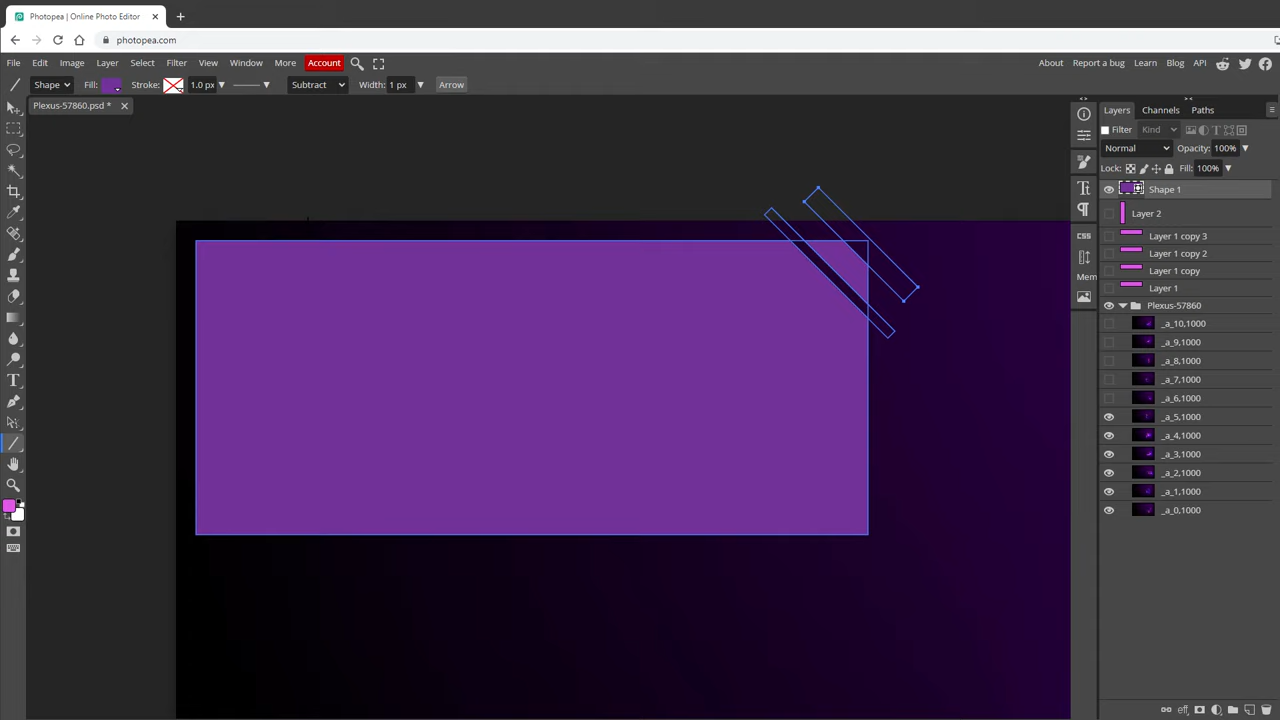 Photopea | Online Photo Editor
photopea.com
File Edit Image Layer Select Filter View Window More Account About Report a bug Learn Blog API
Shape Fill: Stroke: 1.0 px Subtract Width: 1 px Arrow
Plexus-57860.psd *
Layers Channels Paths
Filter Kind
Normal Opacity: 100%
Lock: Fill: 100%
Shape 1
Layer 2
CSS
Layer 1 copy 3
Layer 1 copy 2
Layer 1 copy
Mem
Layer 1
Plexus-57860
_a_10,1000
_a_9,1000
_a_8,1000
_a_7,1000
_a_6,1000
_a_5,1000
_a_4,1000
_a_3,1000
_a_2,1000
_a_1,1000
_a_0,1000
eff